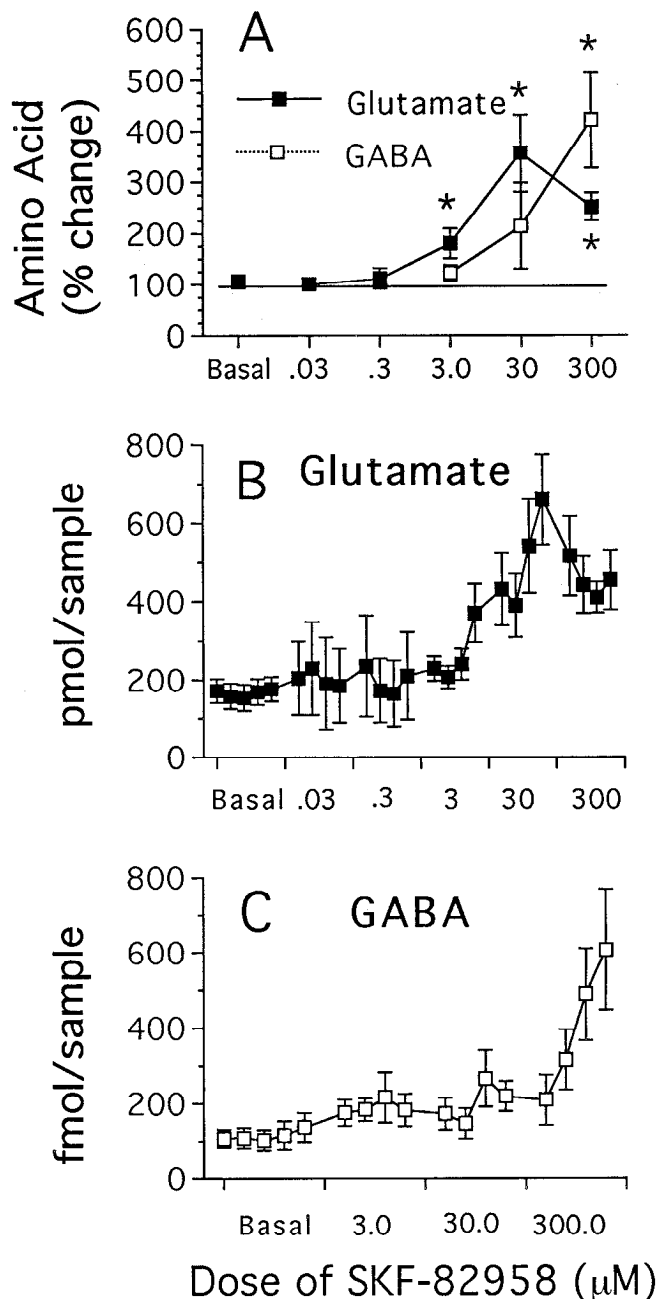 A
Amino Acid
(% change)
600
500
400
300
200
100
0
Glutamate
GABA
*
*
*
*
Basal .03 .3 3.0 30 300
B Glutamate
pmol/sample
800
600
400
200
0
Basal .03 .3 3 30 300
C GABA
fmol/sample
800
600
400
200
0
Basal 3.0 30.0 300.0
Dose of SKF-82958 (μM)